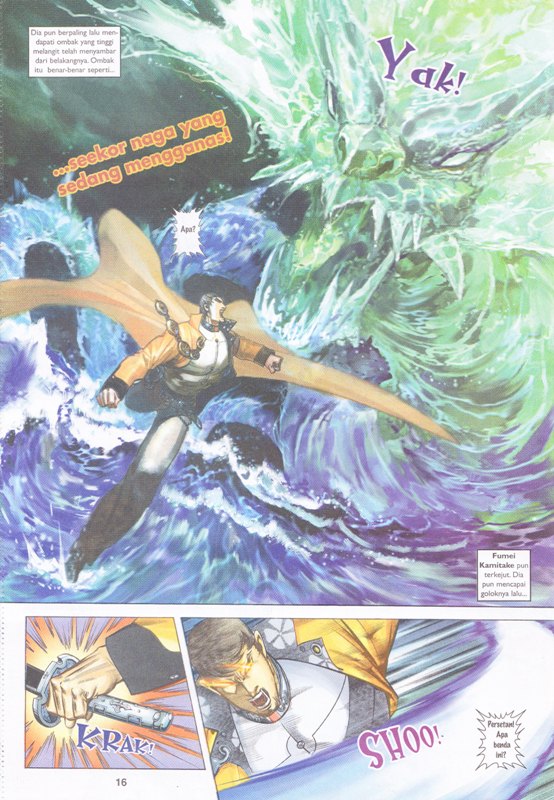 Dia pun berpaling lalu men-
dapati ombak yang tinggi
melangit telah menyambar
dari belakangnya. Ombak
itu benar-benar seperti...
Yak!
...seekor naga yang
sedang mengganas!
Apa?
Fumei
Kamitake pun
terkejut. Dia
pun mencapai
goloknya lalu...
KRAK!
SHOO!
Persetan!
Apa
benda
ini?
16